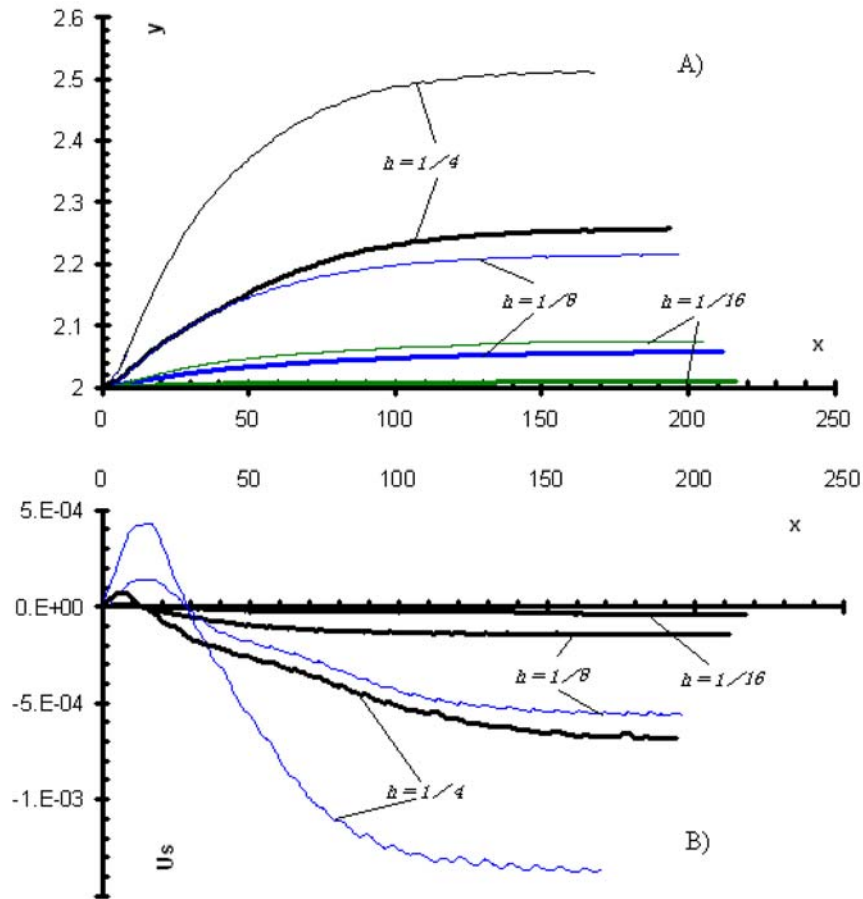 2.6
y
A)
2.5
2.4
h = 1/4
2.3
2.2
h = 1/8
h = 1/16
2.1
x
2
0 50 100 150 200 250
0 50 100 150 200 250
5.E-04
x
0.E+00
h = 1/8
h = 1/16
-5.E-04
h = 1/4
-1.E-03
Us
B)